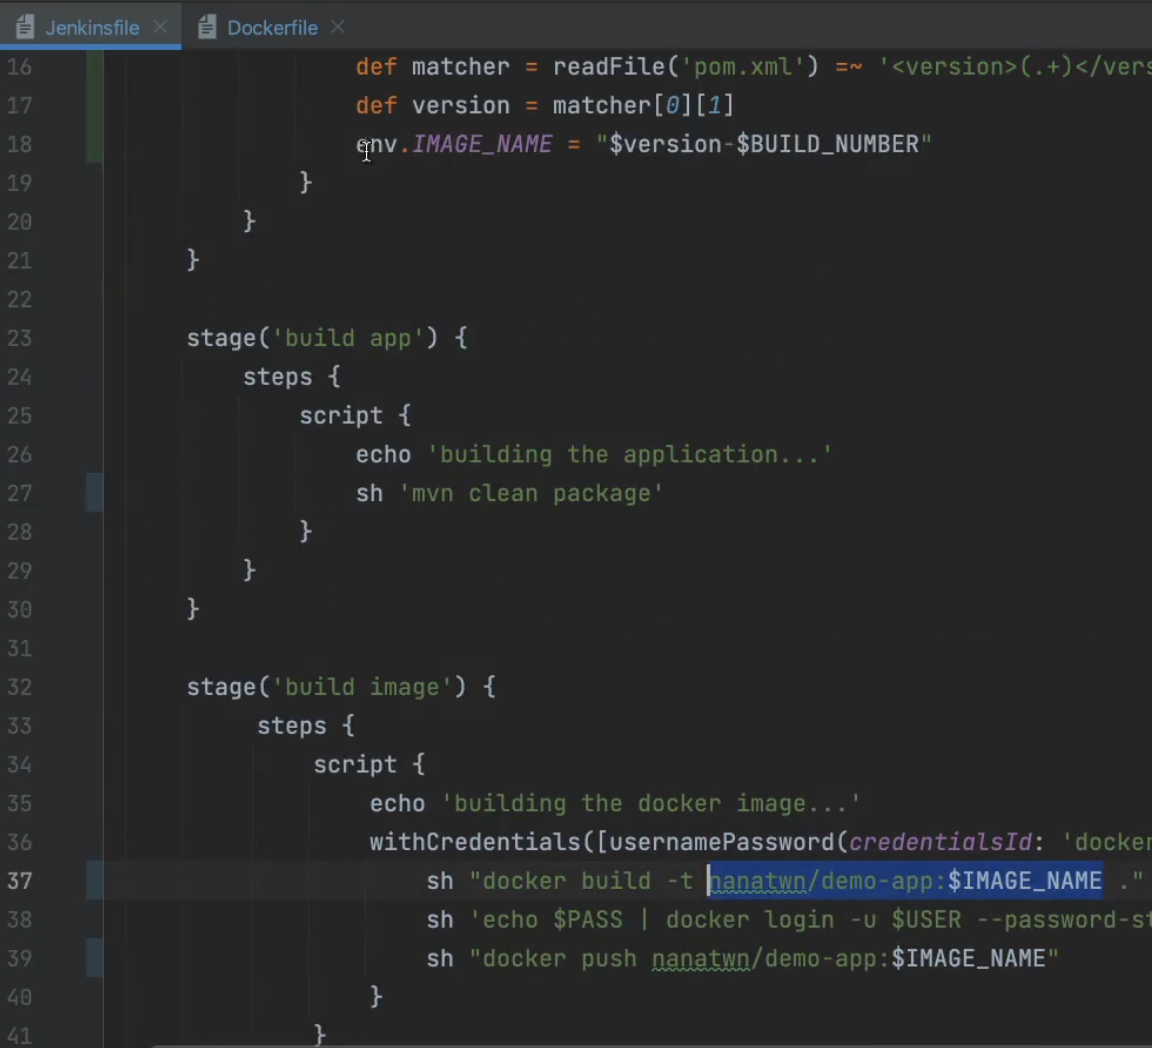 Jenkinsfile Dockerfile
16 def matcher = readFile('pom.xml') =~ '<version>(.+)</vers
17 def version = matcher[0][1]
18 env.IMAGE_NAME = "$version-$BUILD_NUMBER"
19 }
20 }
21 }
22
23 stage('build app') {
24 steps {
25 script {
26 echo 'building the application...'
27 sh 'mvn clean package'
28 }
29 }
30 }
31
32 stage('build image') {
33 steps {
34 script {
35 echo 'building the docker image...'
36 withCredentials([usernamePassword(credentialsId: 'docker
37 sh "docker build -t nanatwn/demo-app:$IMAGE_NAME ."
38 sh 'echo $PASS | docker login -u $USER --password-st
39 sh "docker push nanatwn/demo-app:$IMAGE_NAME"
40 }
41 }